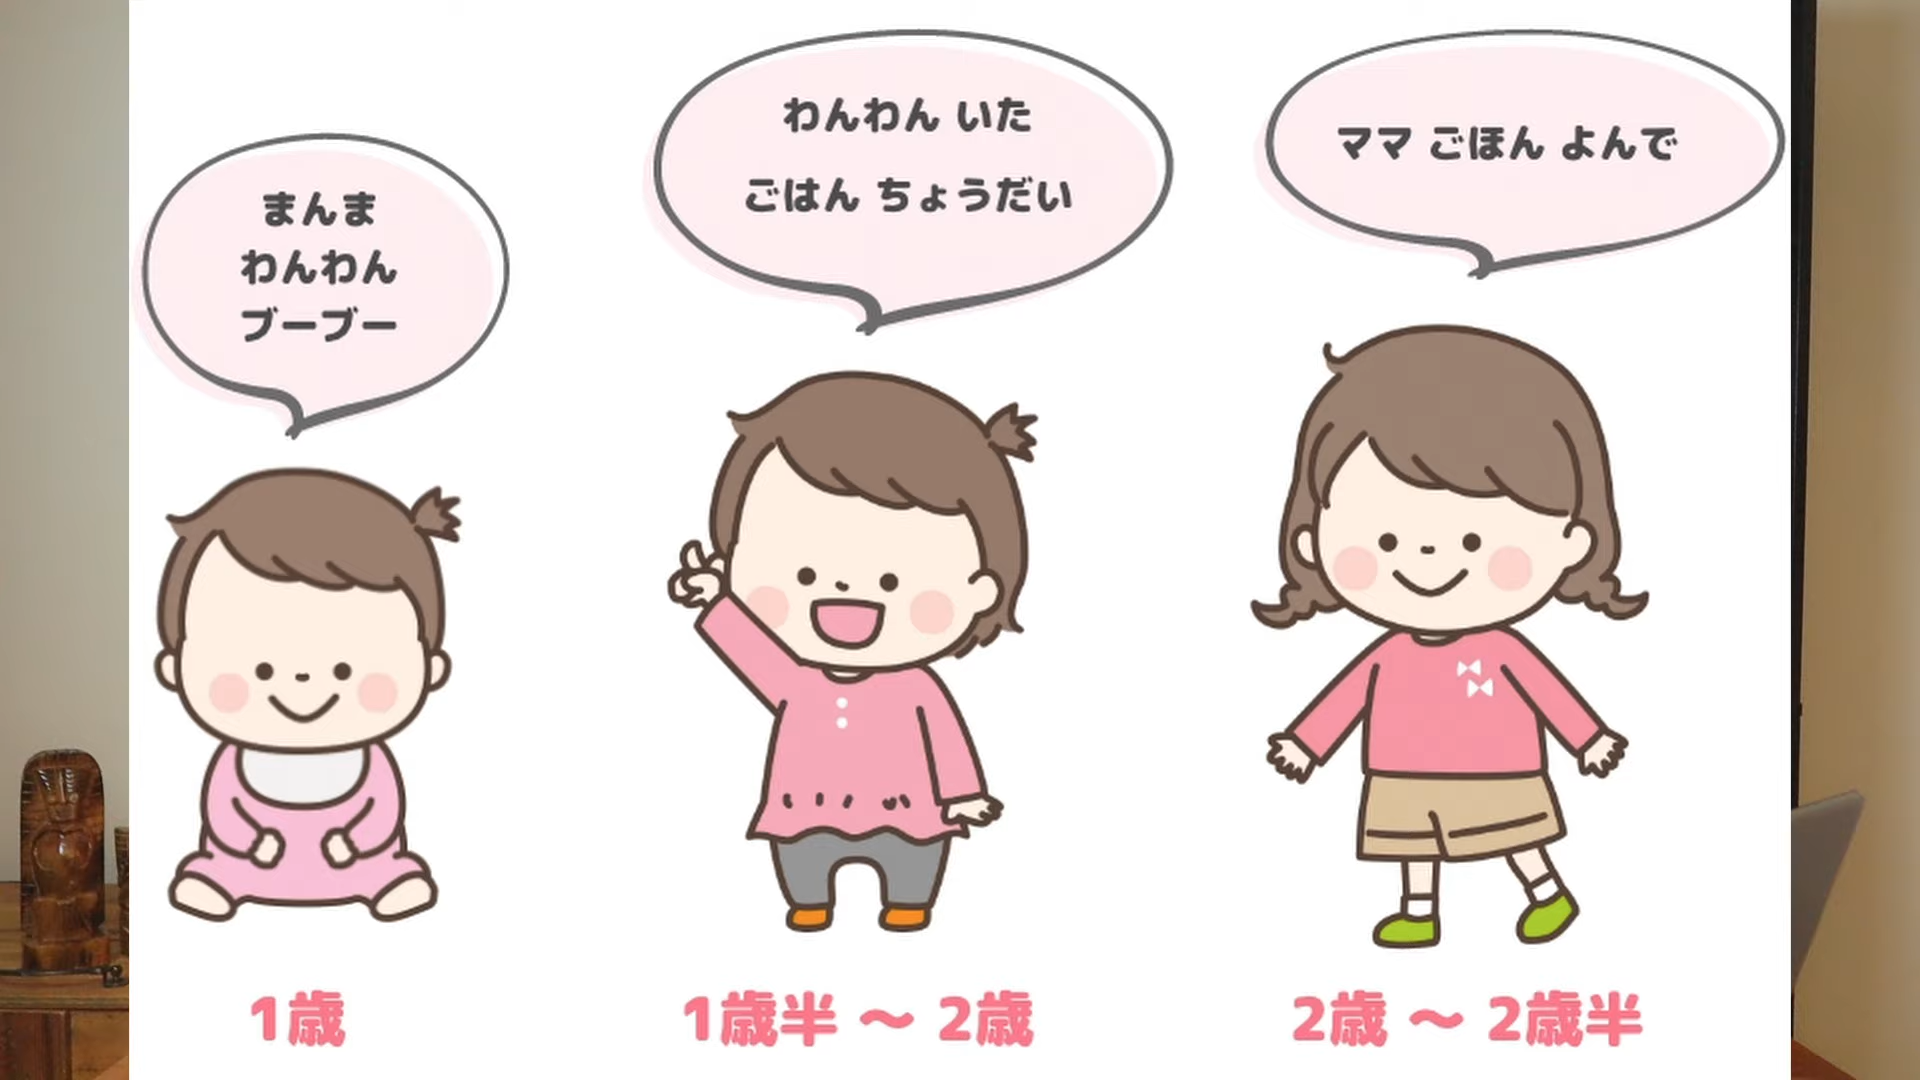 まんま
わんわん
ブーブー
1歳
わんわん いた
ごはん ちょうだい
1歳半 〜 2歳
ママ ごほん よんで
2歳 〜 2歳半